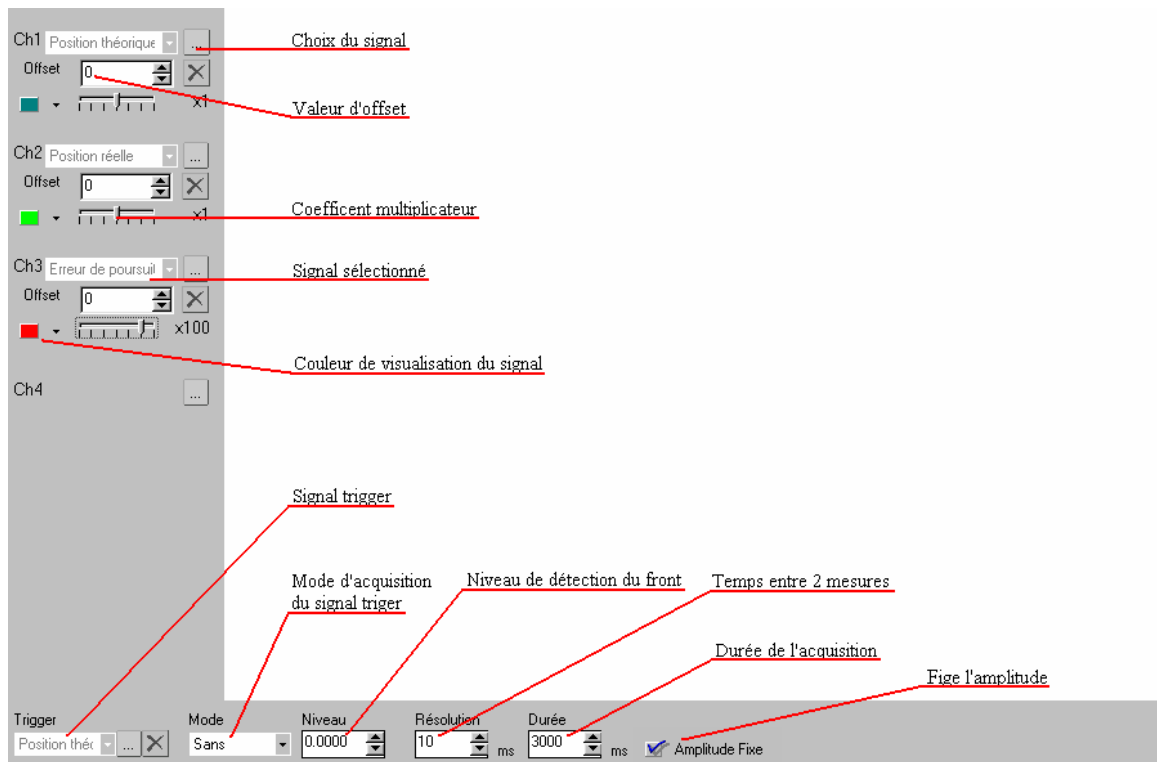 Ch1 Position théorique ... Choix du signal
Offset 0
x1 Valeur d'offset
Ch2 Position réelle ...
Offset 0
x1 Coefficent multiplicateur
Ch3 Erreur de poursuit ... Signal sélectionné
Offset 0
x100
Couleur de visualisation du signal
Ch4 ...
Signal trigger
Mode d'acquisition
du signal triger
Niveau de détection du front
Temps entre 2 mesures
Durée de l'acquisition
Fige l'amplitude
Trigger Mode Niveau Résolution Durée
Position théc ... Sans 0.0000 10 ms 3000 ms Amplitude Fixe